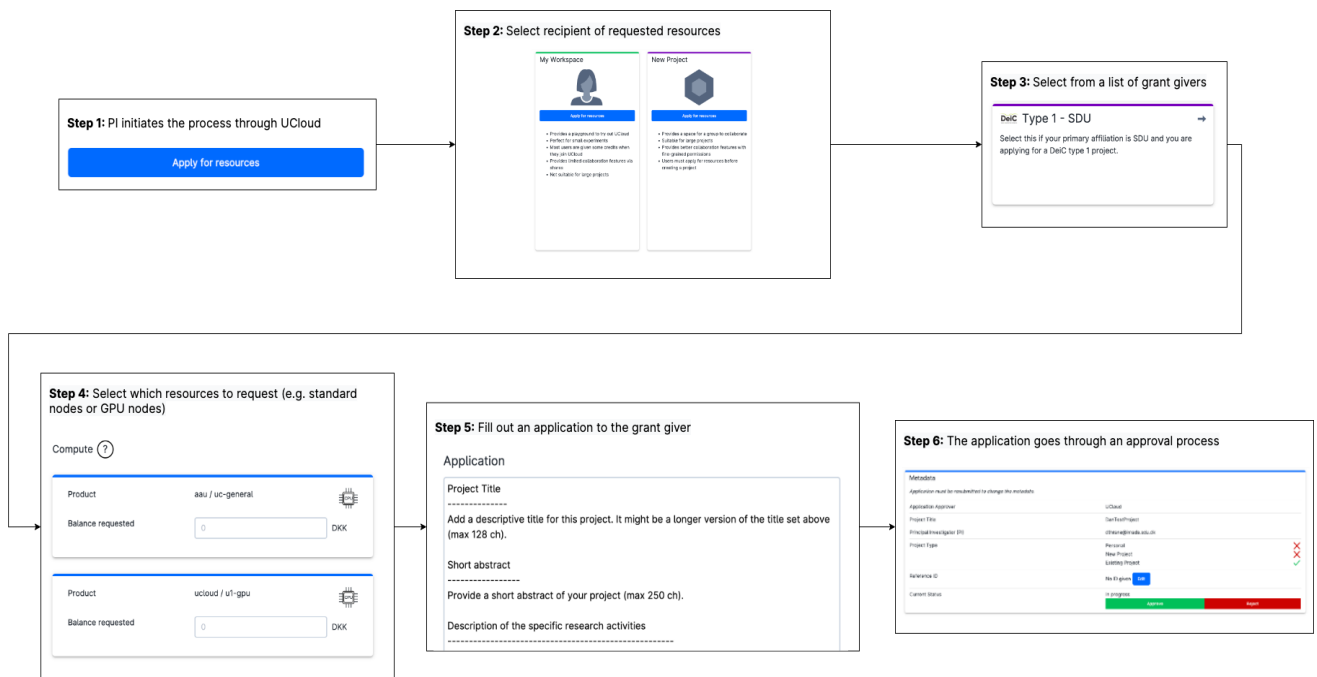 Step 1: PI initiates the process through UCloud
Apply for resources
Step 2: Select recipient of requested resources
My Workspace
Apply for resources
• Provides a playground to try out UCloud
• Perfect for small experiments
• Most users are given some credits when
they join UCloud
• Provides limited collaboration features via
shares
• Not suitable for large projects
New Project
Apply for resources
• Provides a space for a group to collaborate
• Suitable for large projects
• Provides better collaboration features with
fine-grained permissions
• Users must apply for resources before
creating a project
Step 3: Select from a list of grant givers
DeiC Type 1 - SDU
Select this if your primary affiliation is SDU and you are
applying for a DeiC type 1 project.
Step 4: Select which resources to request (e.g. standard
nodes or GPU nodes)
Compute ?
Product aau / uc-general
CPU
Balance requested 0 DKK
Product ucloud / u1-gpu
Balance requested 0 DKK
Step 5: Fill out an application to the grant giver
Application
Project Title
--------------
Add a descriptive title for this project. It might be a longer version of the title set above
(max 128 ch).
Short abstract
-----------------
Provide a short abstract of your project (max 250 ch).
Description of the specific research activities
-----------------------------------------------------
Step 6: The application goes through an approval process
Metadata
Application must be resubmitted to change the metadata.
Application Approver UCloud
Project Title
Principal Investigator (PI)
Project Type Personal
New Project
Existing Project
Reference ID No ID given Edit
Current Status In progress
Approve Reject